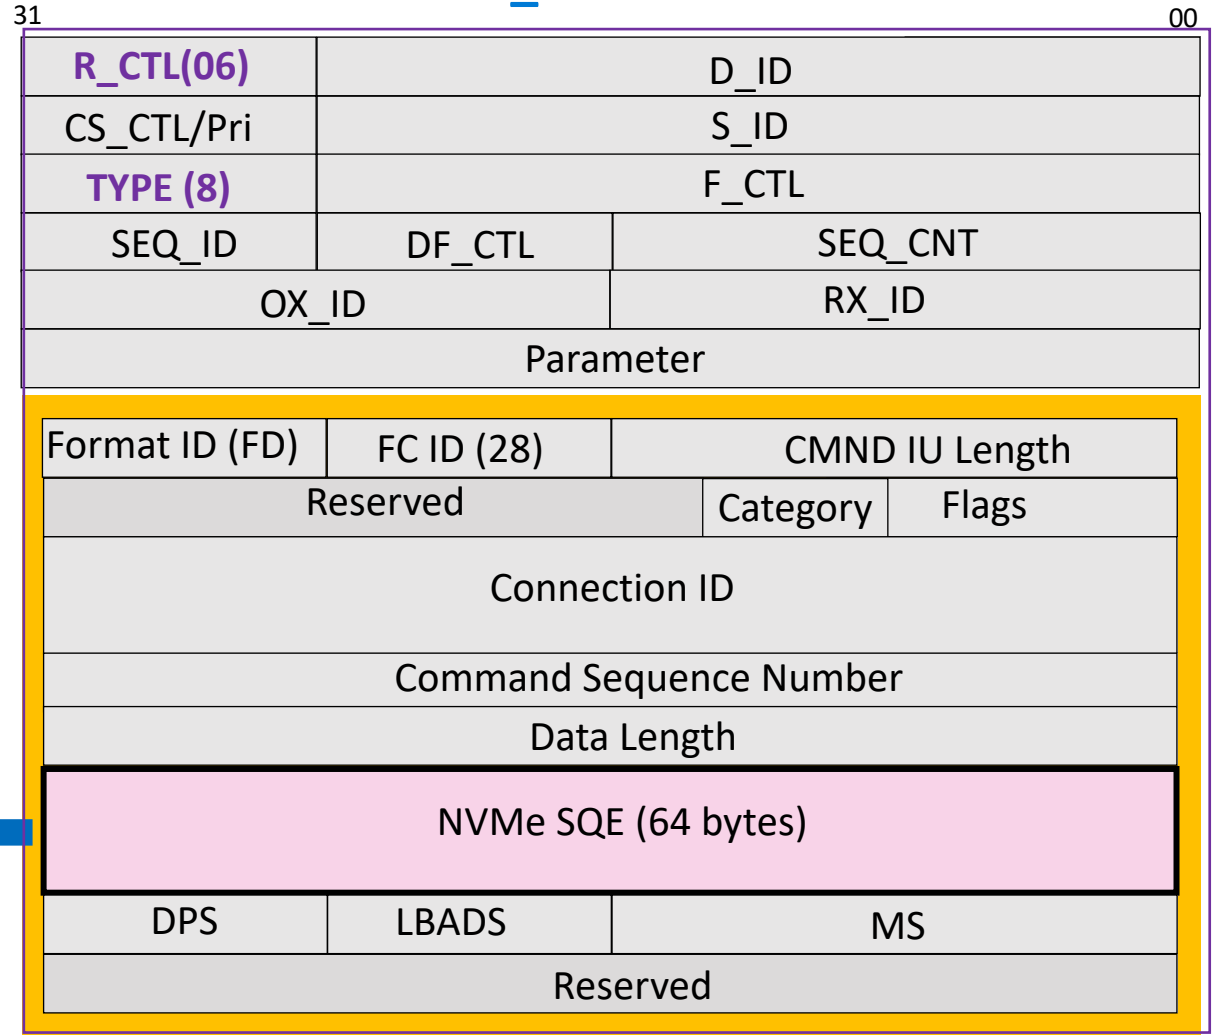 31 00
R_CTL(06) D_ID
CS_CTL/Pri S_ID
TYPE (8) F_CTL
SEQ_ID DF_CTL SEQ_CNT
OX_ID RX_ID
Parameter
Format ID (FD) FC ID (28) CMND IU Length
Reserved Category Flags
Connection ID
Command Sequence Number
Data Length
NVMe SQE (64 bytes)
DPS LBADS MS
Reserved